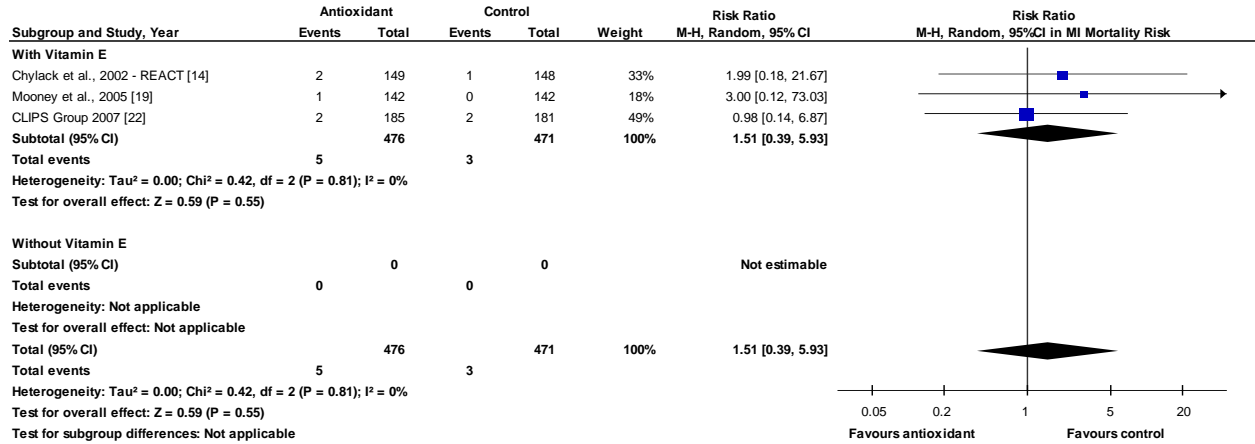 Antioxidant Control Risk Ratio Risk Ratio
Subgroup and Study, Year Events Total Events Total Weight M-H, Random, 95% CI M-H, Random, 95%CI in MI Mortality Risk
With Vitamin E
Chylack et al., 2002 - REACT [14] 2 149 1 148 33% 1.99 [0.18, 21.67]
Mooney et al., 2005 [19] 1 142 0 142 18% 3.00 [0.12, 73.03]
CLIPS Group 2007 [22] 2 185 2 181 49% 0.98 [0.14, 6.87]
Subtotal (95% CI) 476 471 100% 1.51 [0.39, 5.93]
Total events 5 3
Heterogeneity: Tau² = 0.00; Chi² = 0.42, df = 2 (P = 0.81); I² = 0%
Test for overall effect: Z = 0.59 (P = 0.55)
Without Vitamin E
Subtotal (95% CI) 0 0 Not estimable
Total events 0 0
Heterogeneity: Not applicable
Test for overall effect: Not applicable
Total (95% CI) 476 471 100% 1.51 [0.39, 5.93]
Total events 5 3
Heterogeneity: Tau² = 0.00; Chi² = 0.42, df = 2 (P = 0.81); I² = 0%
Test for overall effect: Z = 0.59 (P = 0.55) 0.05 0.2 1 5 20
Test for subgroup differences: Not applicable Favours antioxidant Favours control